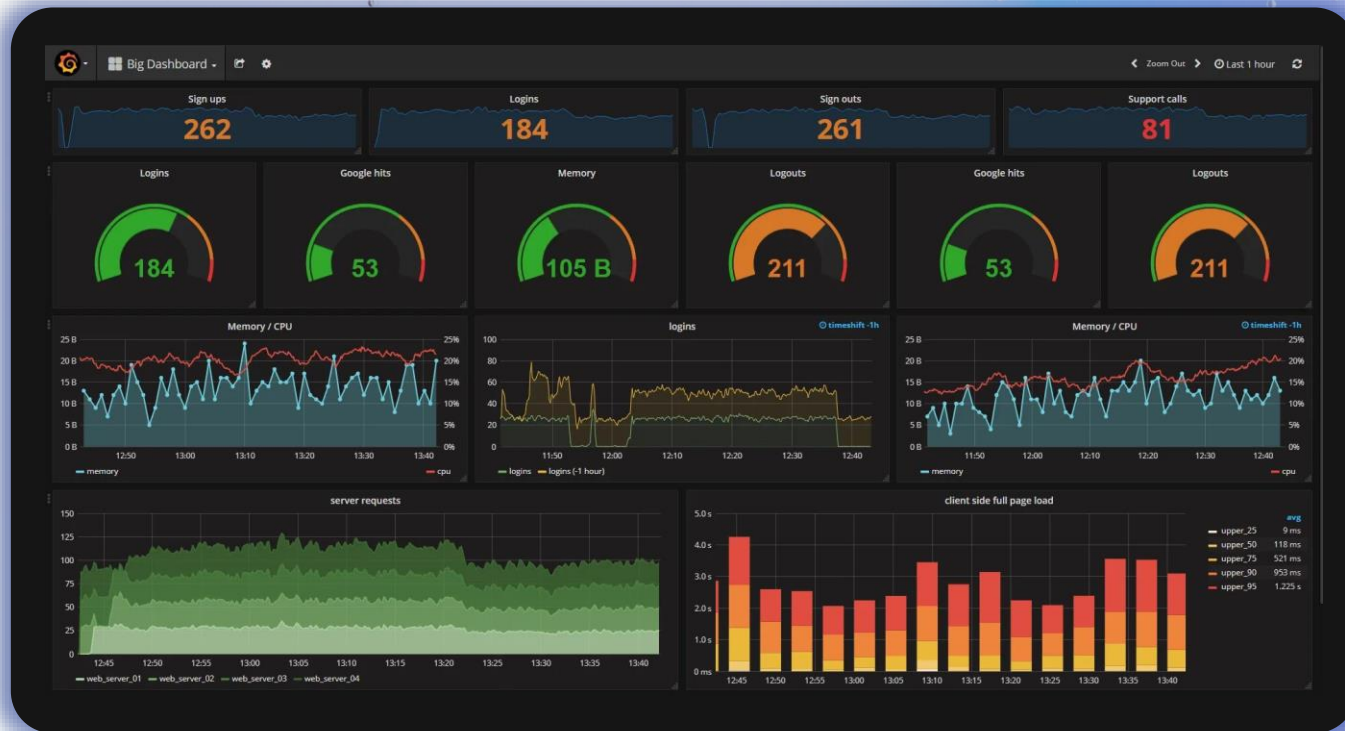 Big Dashboard
Zoom Out
Last 1 hour
Sign ups
262
Logins
184
Sign outs
261
Support calls
81
Logins
184
Google hits
53
Memory
105 B
Logouts
211
Google hits
53
Logouts
211
Memory / CPU
25 B
20 B
15 B
10 B
5 B
0 B
25%
20%
15%
10%
5%
0%
12:50 13:00 13:10 13:20 13:30 13:40
memory cpu
logins timeshift -1h
100
80
60
40
20
0
11:50 12:00 12:10 12:20 12:30 12:40
logins logins (-1 hour)
Memory / CPU timeshift -1h
25 B
20 B
15 B
10 B
5 B
0 B
25%
20%
15%
10%
5%
0%
11:50 12:00 12:10 12:20 12:30 12:40
memory cpu
server requests
150
125
100
75
50
25
0
12:45 12:50 12:55 13:00 13:05 13:10 13:15 13:20 13:25 13:30 13:35 13:40
web_server_01 web_server_02 web_server_03 web_server_04
client side full page load
5.0 s
4.0 s
3.0 s
2.0 s
1.0 s
0 ms
12:45 12:50 12:55 13:00 13:05 13:10 13:15 13:20 13:25 13:30 13:35 13:40
avg
upper_25 9 ms
upper_50 118 ms
upper_75 521 ms
upper_90 953 ms
upper_95 1.225 s